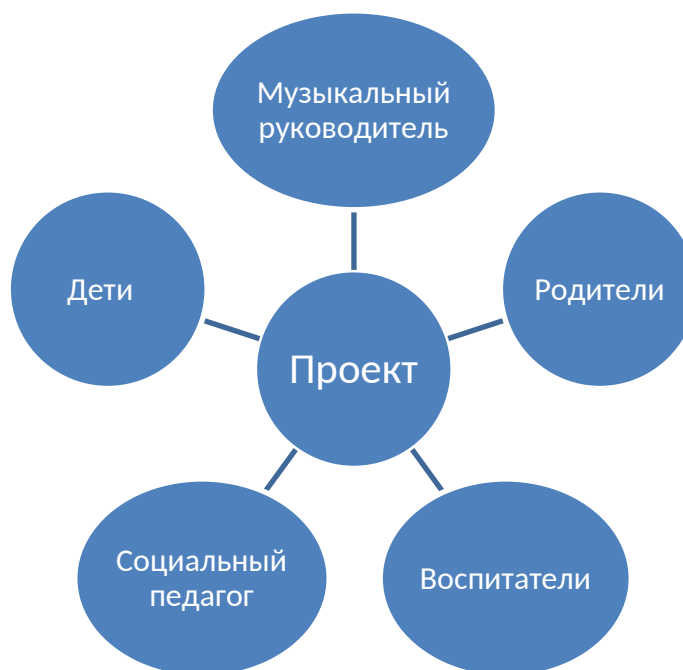 Музыкальный
руководитель
Дети
Родители
Проект
Социальный
педагог
Воспитатели